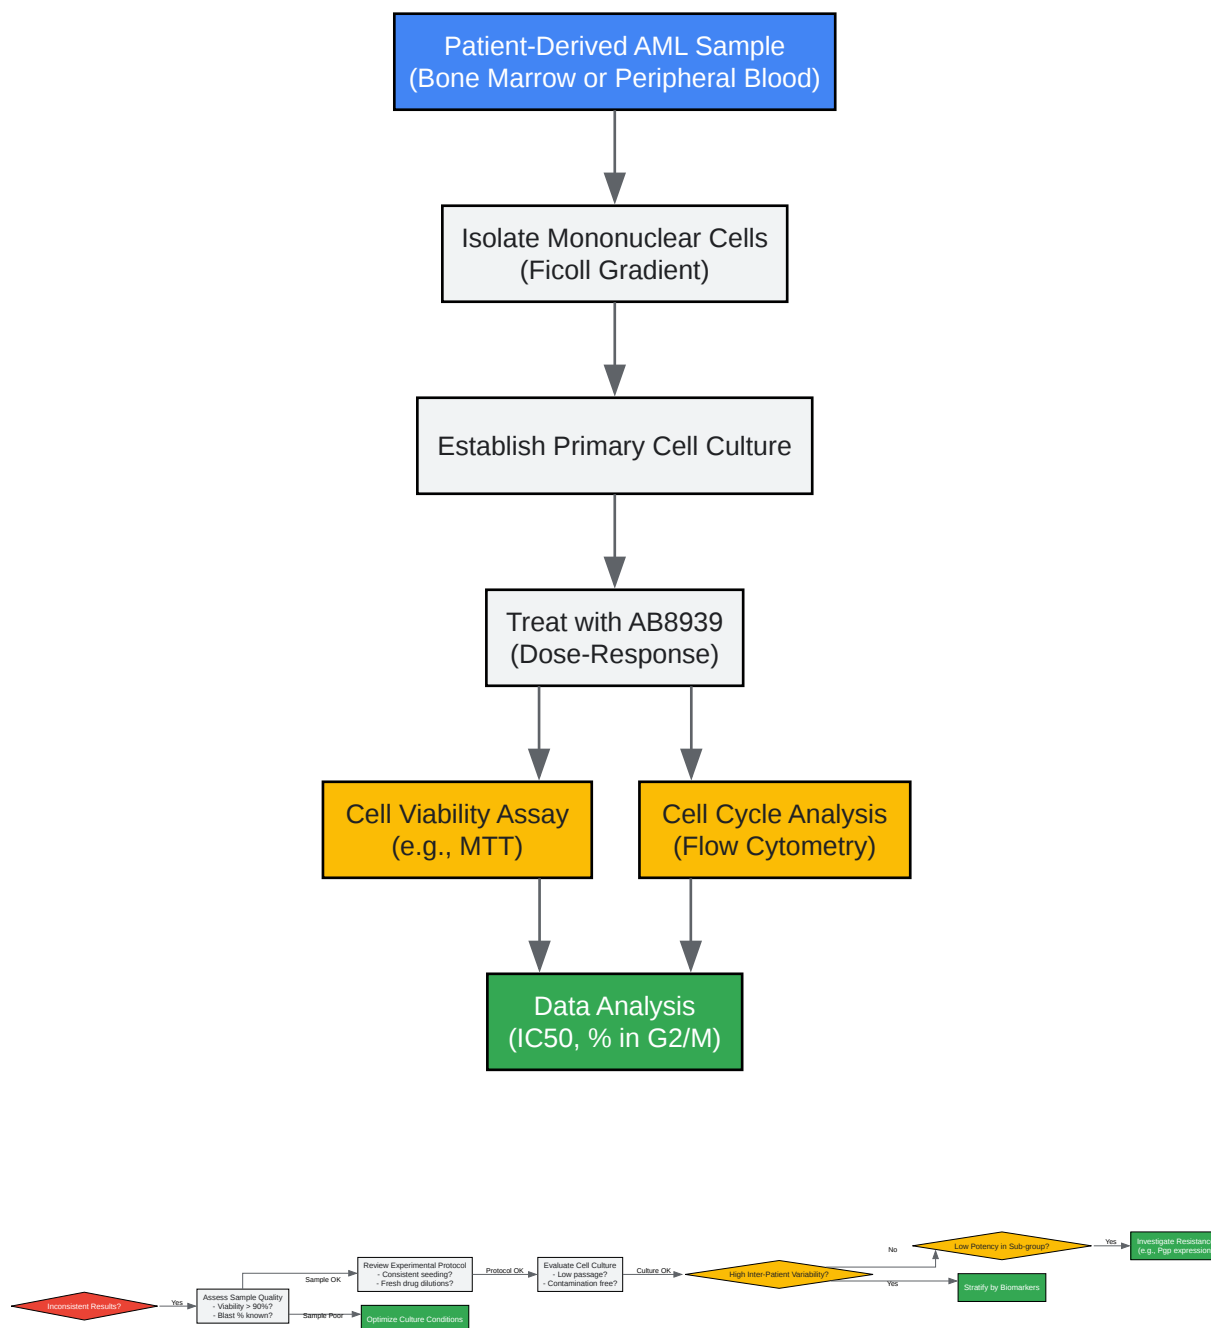 Patient-Derived AML Sample
(Bone Marrow or Peripheral Blood)
Isolate Mononuclear Cells
(Ficoll Gradient)
Establish Primary Cell Culture
Treat with AB8939
(Dose-Response)
Cell Viability Assay
(e.g., MTT)
Cell Cycle Analysis
(Flow Cytometry)
Data Analysis
(IC50, % in G2/M)
Inconsistent Results?
Yes
Assess Sample Quality
- Viability > 90%?
- Blast % known?
Sample OK
Sample Poor
Review Experimental Protocol
- Consistent seeding?
- Fresh drug dilutions?
Optimize Culture Conditions
Protocol OK
Evaluate Cell Culture
- Low passage?
- Contamination free?
Culture OK
High Inter-Patient Variability?
No
Yes
Low Potency in Sub-group?
Stratify by Biomarkers
Yes
Investigate Resistanc
(e.g., Pgp expression